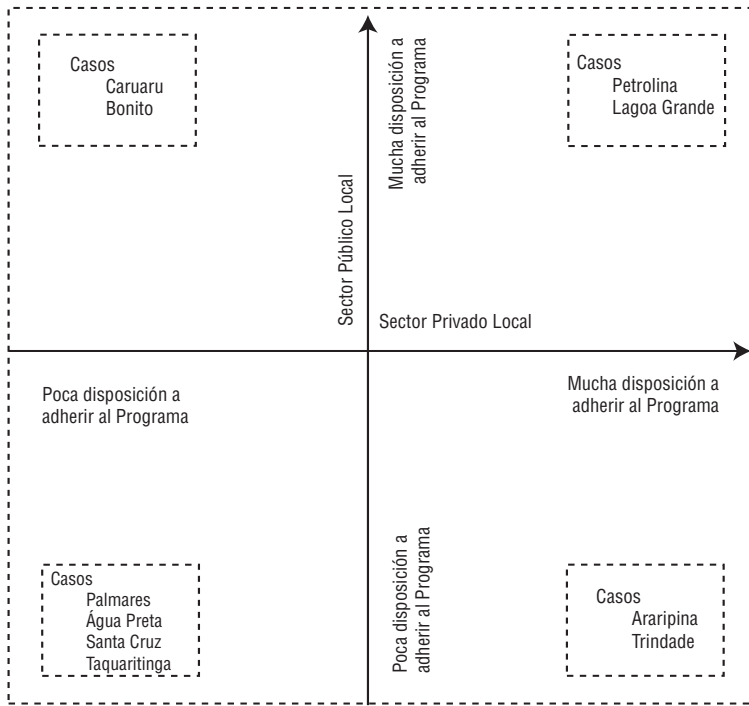 Casos
Caruaru
Bonito
Sector Público Local
Mucha disposición a
adherir al Programa
Casos
Petrolina
Lagoa Grande
Sector Privado Local
Poca disposición a
adherir al Programa
Mucha disposición a
adherir al Programa
Casos
Palmares
Água Preta
Santa Cruz
Taquaritinga
Poca disposición a
adherir al Programa
Casos
Araripina
Trindade